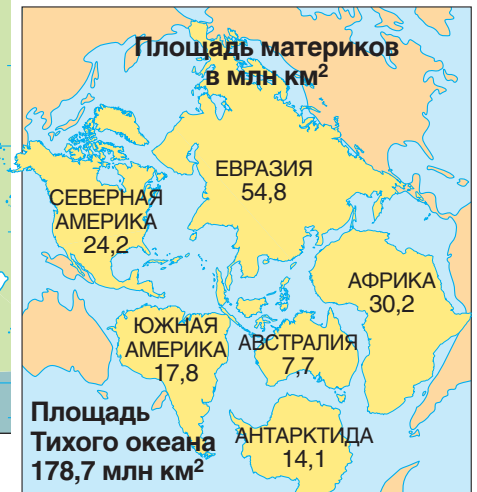 Площадь материков
в млн км²
ЕВРАЗИЯ
54,8
СЕВЕРНАЯ
АМЕРИКА
24,2
АФРИКА
30,2
ЮЖНАЯ
АМЕРИКА
17,8
АВСТРАЛИЯ
7,7
Площадь
Тихого океана
178,7 млн км²
АНТАРКТИДА
14,1